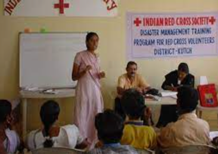 INDIAN RED CROSS SOCIETY
DISASTER MANAGEMENT TRAINING
PROGRAM FOR RED CROSS VOLUNTEERS
DISTRICT - KUTCH